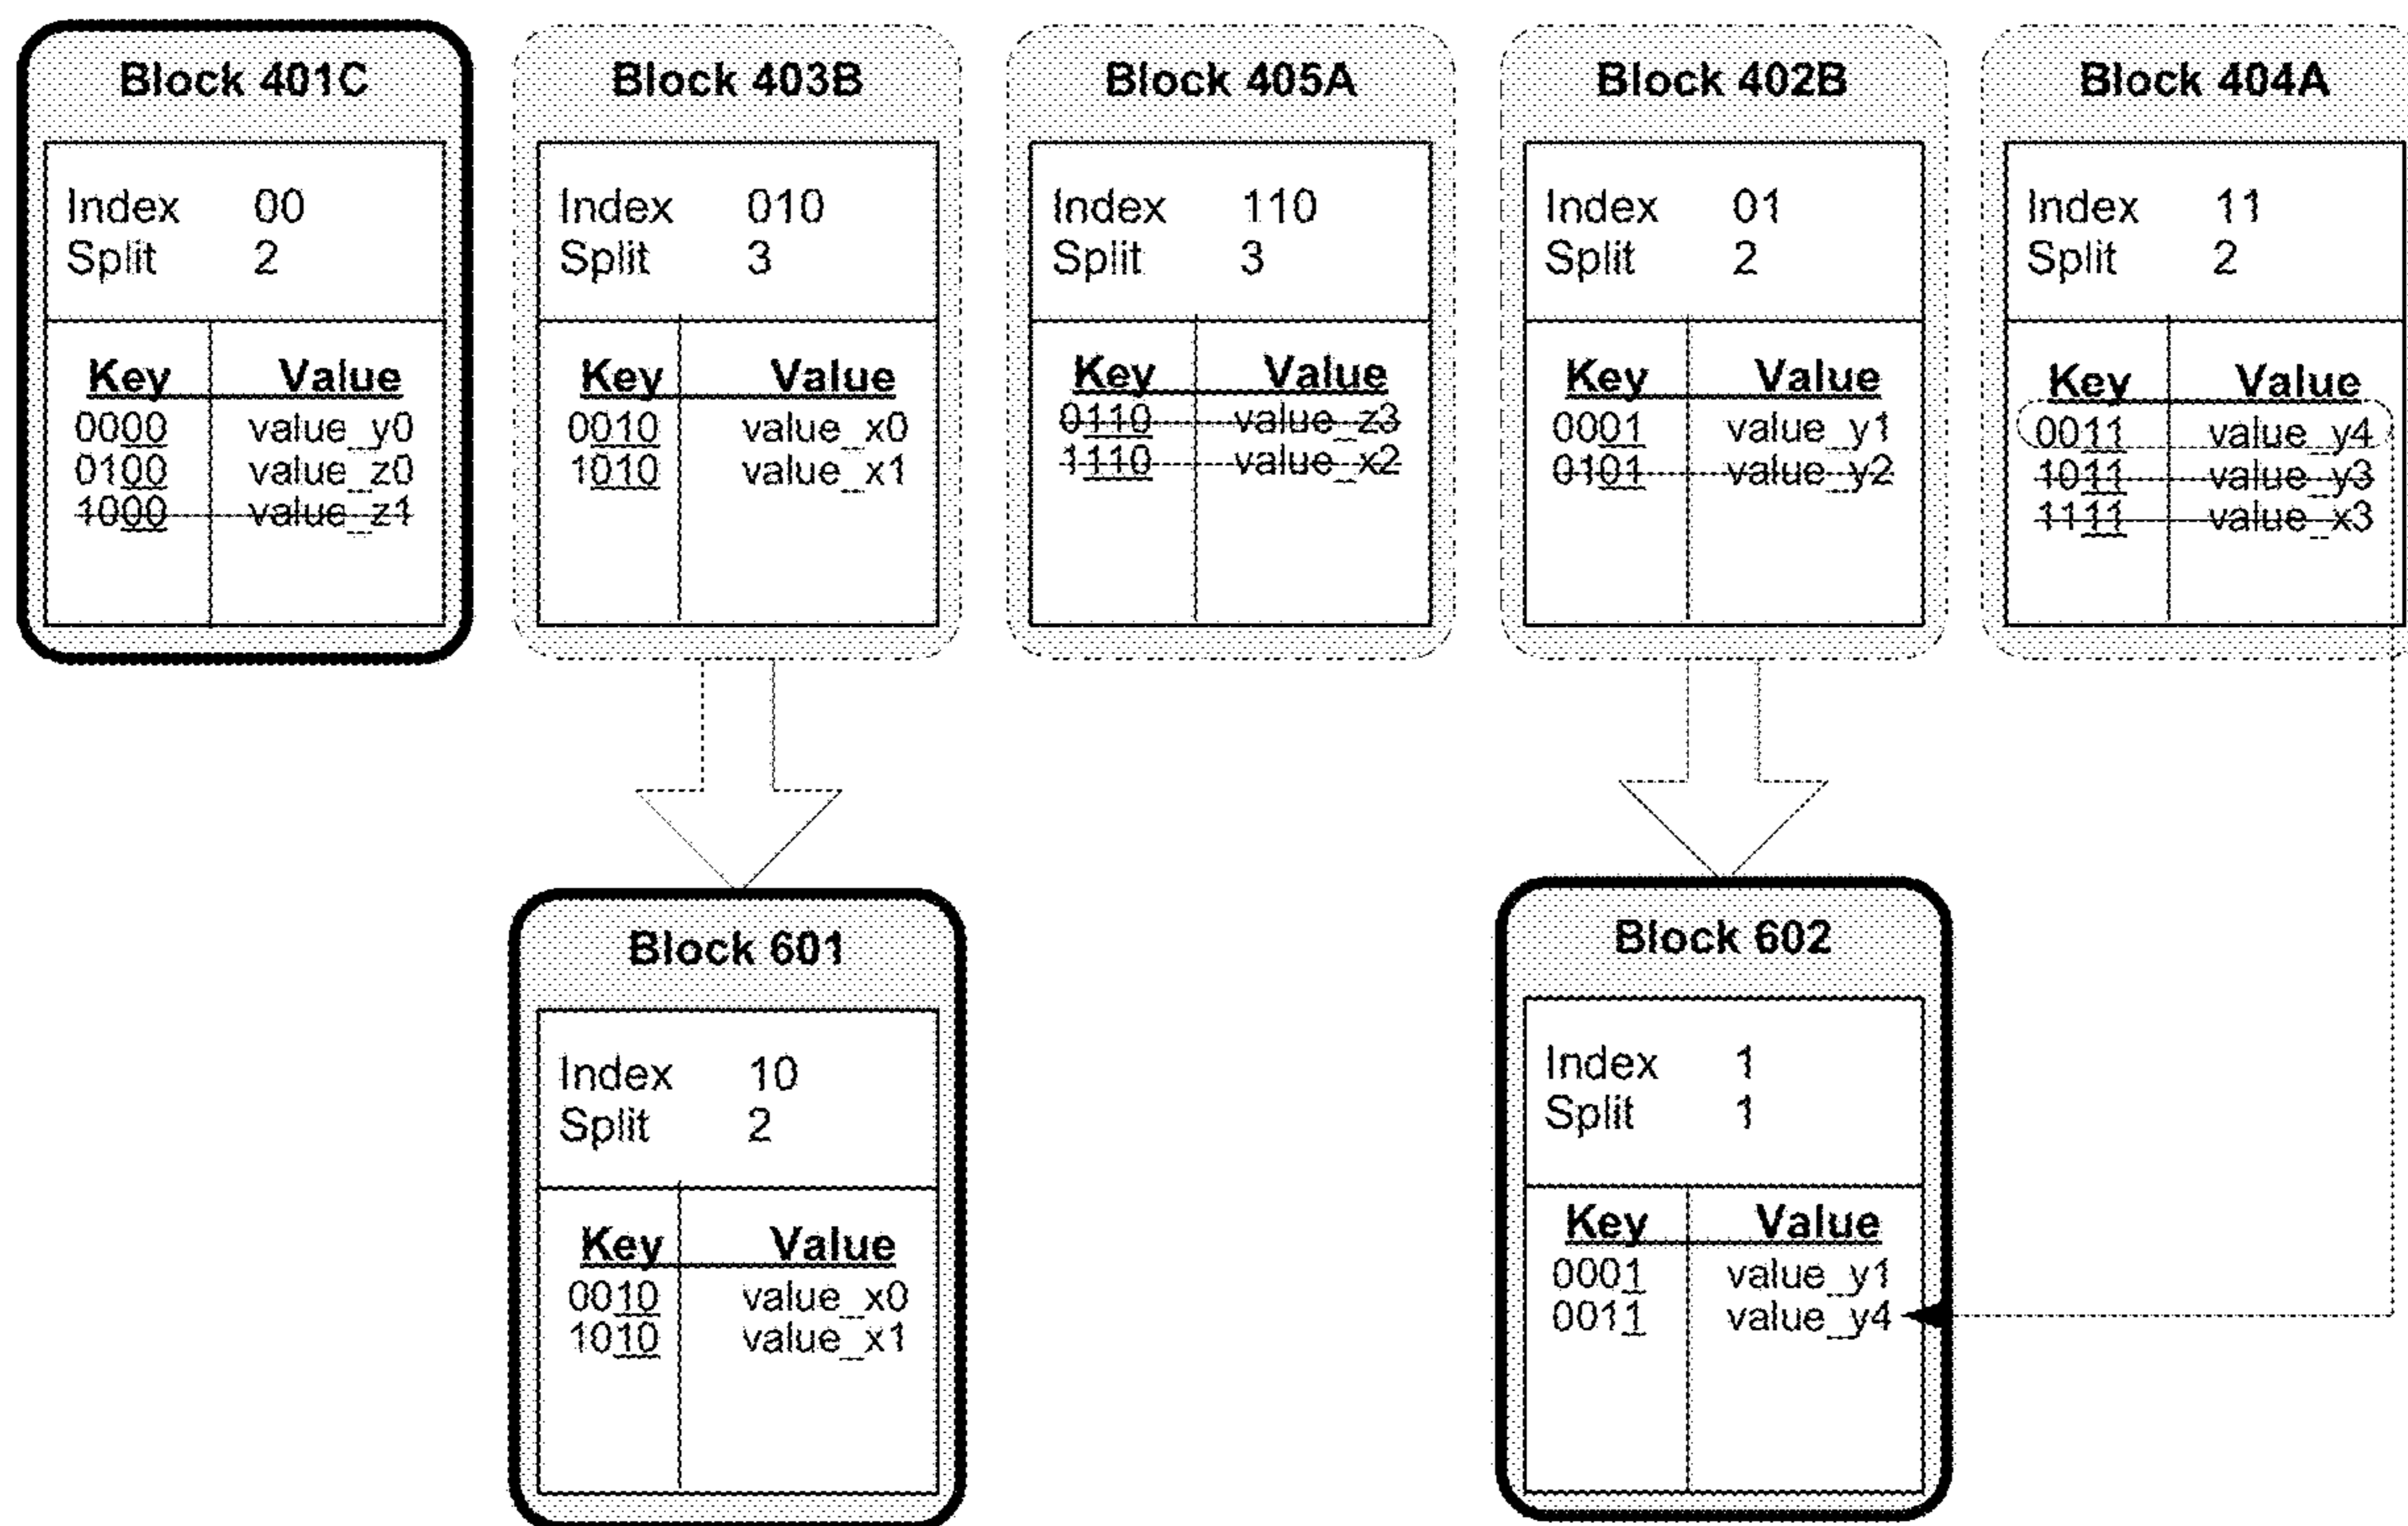 Block 401C
Index 00
Split 2
Key Value
0000 value_y0
0100 value_z0
1000 value_z1
Block 403B
Index 010
Split 3
Key Value
0010 value_x0
1010 value_x1
Block 405A
Index 110
Split 3
Key Value
0110 value_z3
1110 value_x2
Block 402B
Index 01
Split 2
Key Value
0001 value_y1
0101 value_y2
Block 404A
Index 11
Split 2
Key Value
0011 value_y4
1011 value_y3
1111 value_x3
Block 601
Index 10
Split 2
Key Value
0010 value_x0
1010 value_x1
Block 602
Index 1
Split 1
Key Value
0001 value_y1
0011 value_y4